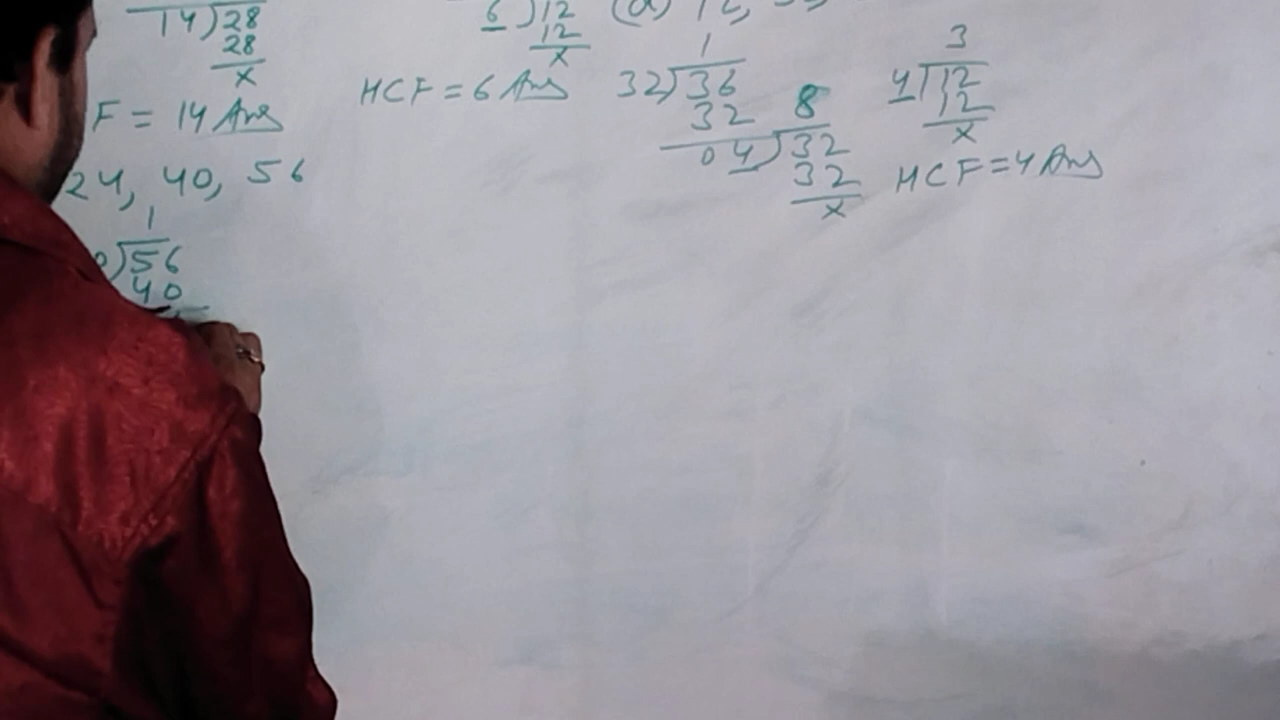 14)28
28
x
F = 14 Ans
24, 40, 56
1
)56
40
6)12
12
x
HCF = 6 Ans
(d) 12,
1
32)36
32
04)32
8
32
x
3
4)12
12
x
HCF = 4 Ans